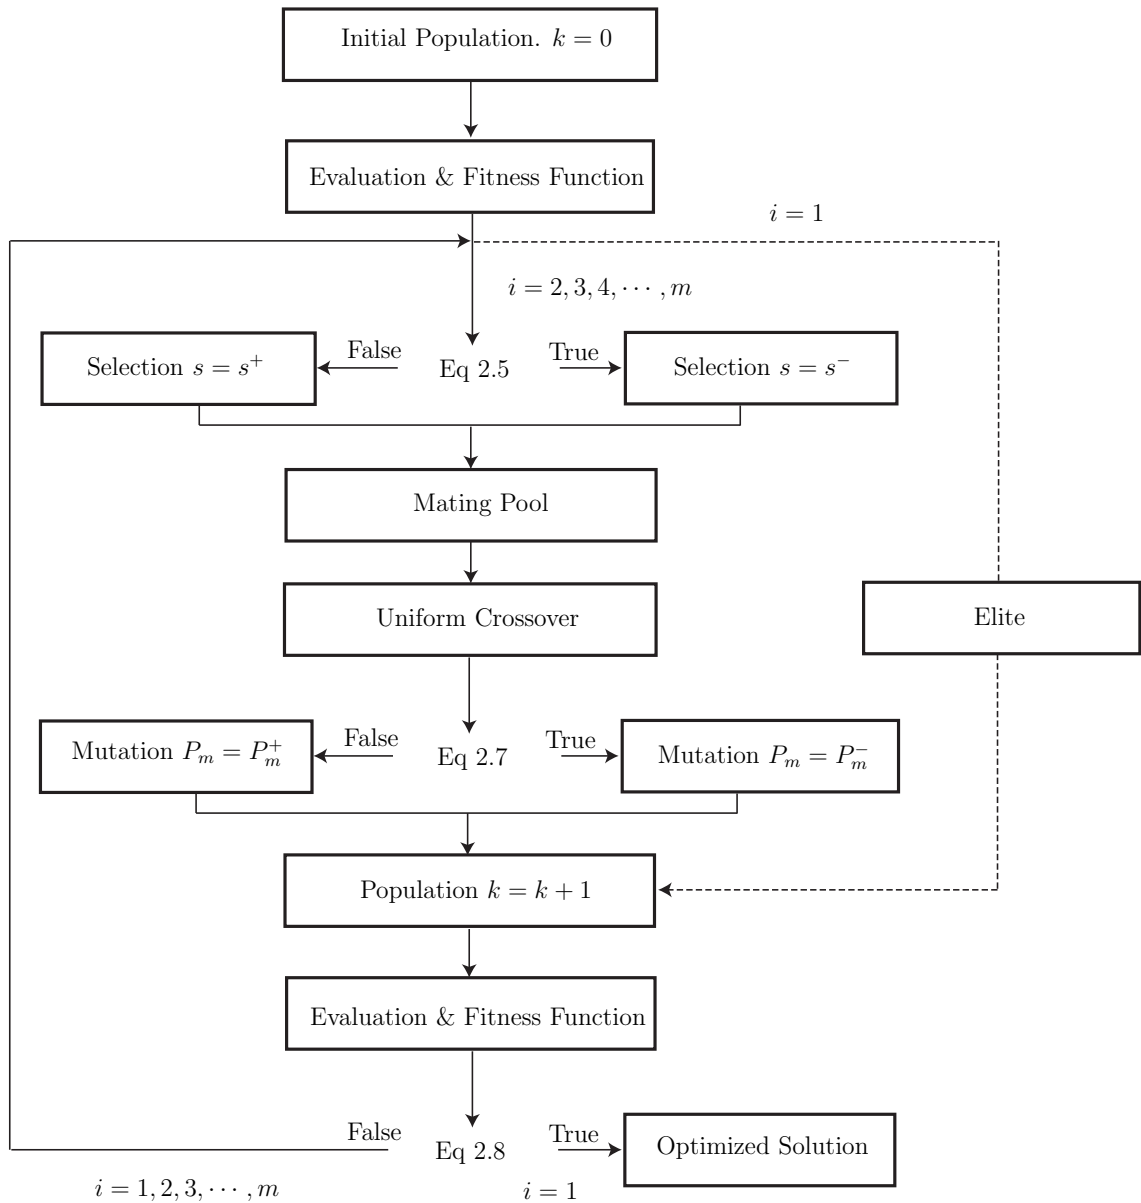 Initial Population. k = 0
Evaluation & Fitness Function
i = 1
i = 2, 3, 4, ⋯ , m
False
True
Selection s = s⁺
Eq 2.5
Selection s = s⁻
Mating Pool
Uniform Crossover
Elite
False
True
Mutation Pₘ = Pₘ⁺
Eq 2.7
Mutation Pₘ = Pₘ⁻
Population k = k + 1
Evaluation & Fitness Function
False
True
Eq 2.8
Optimized Solution
i = 1, 2, 3, ⋯ , m
i = 1